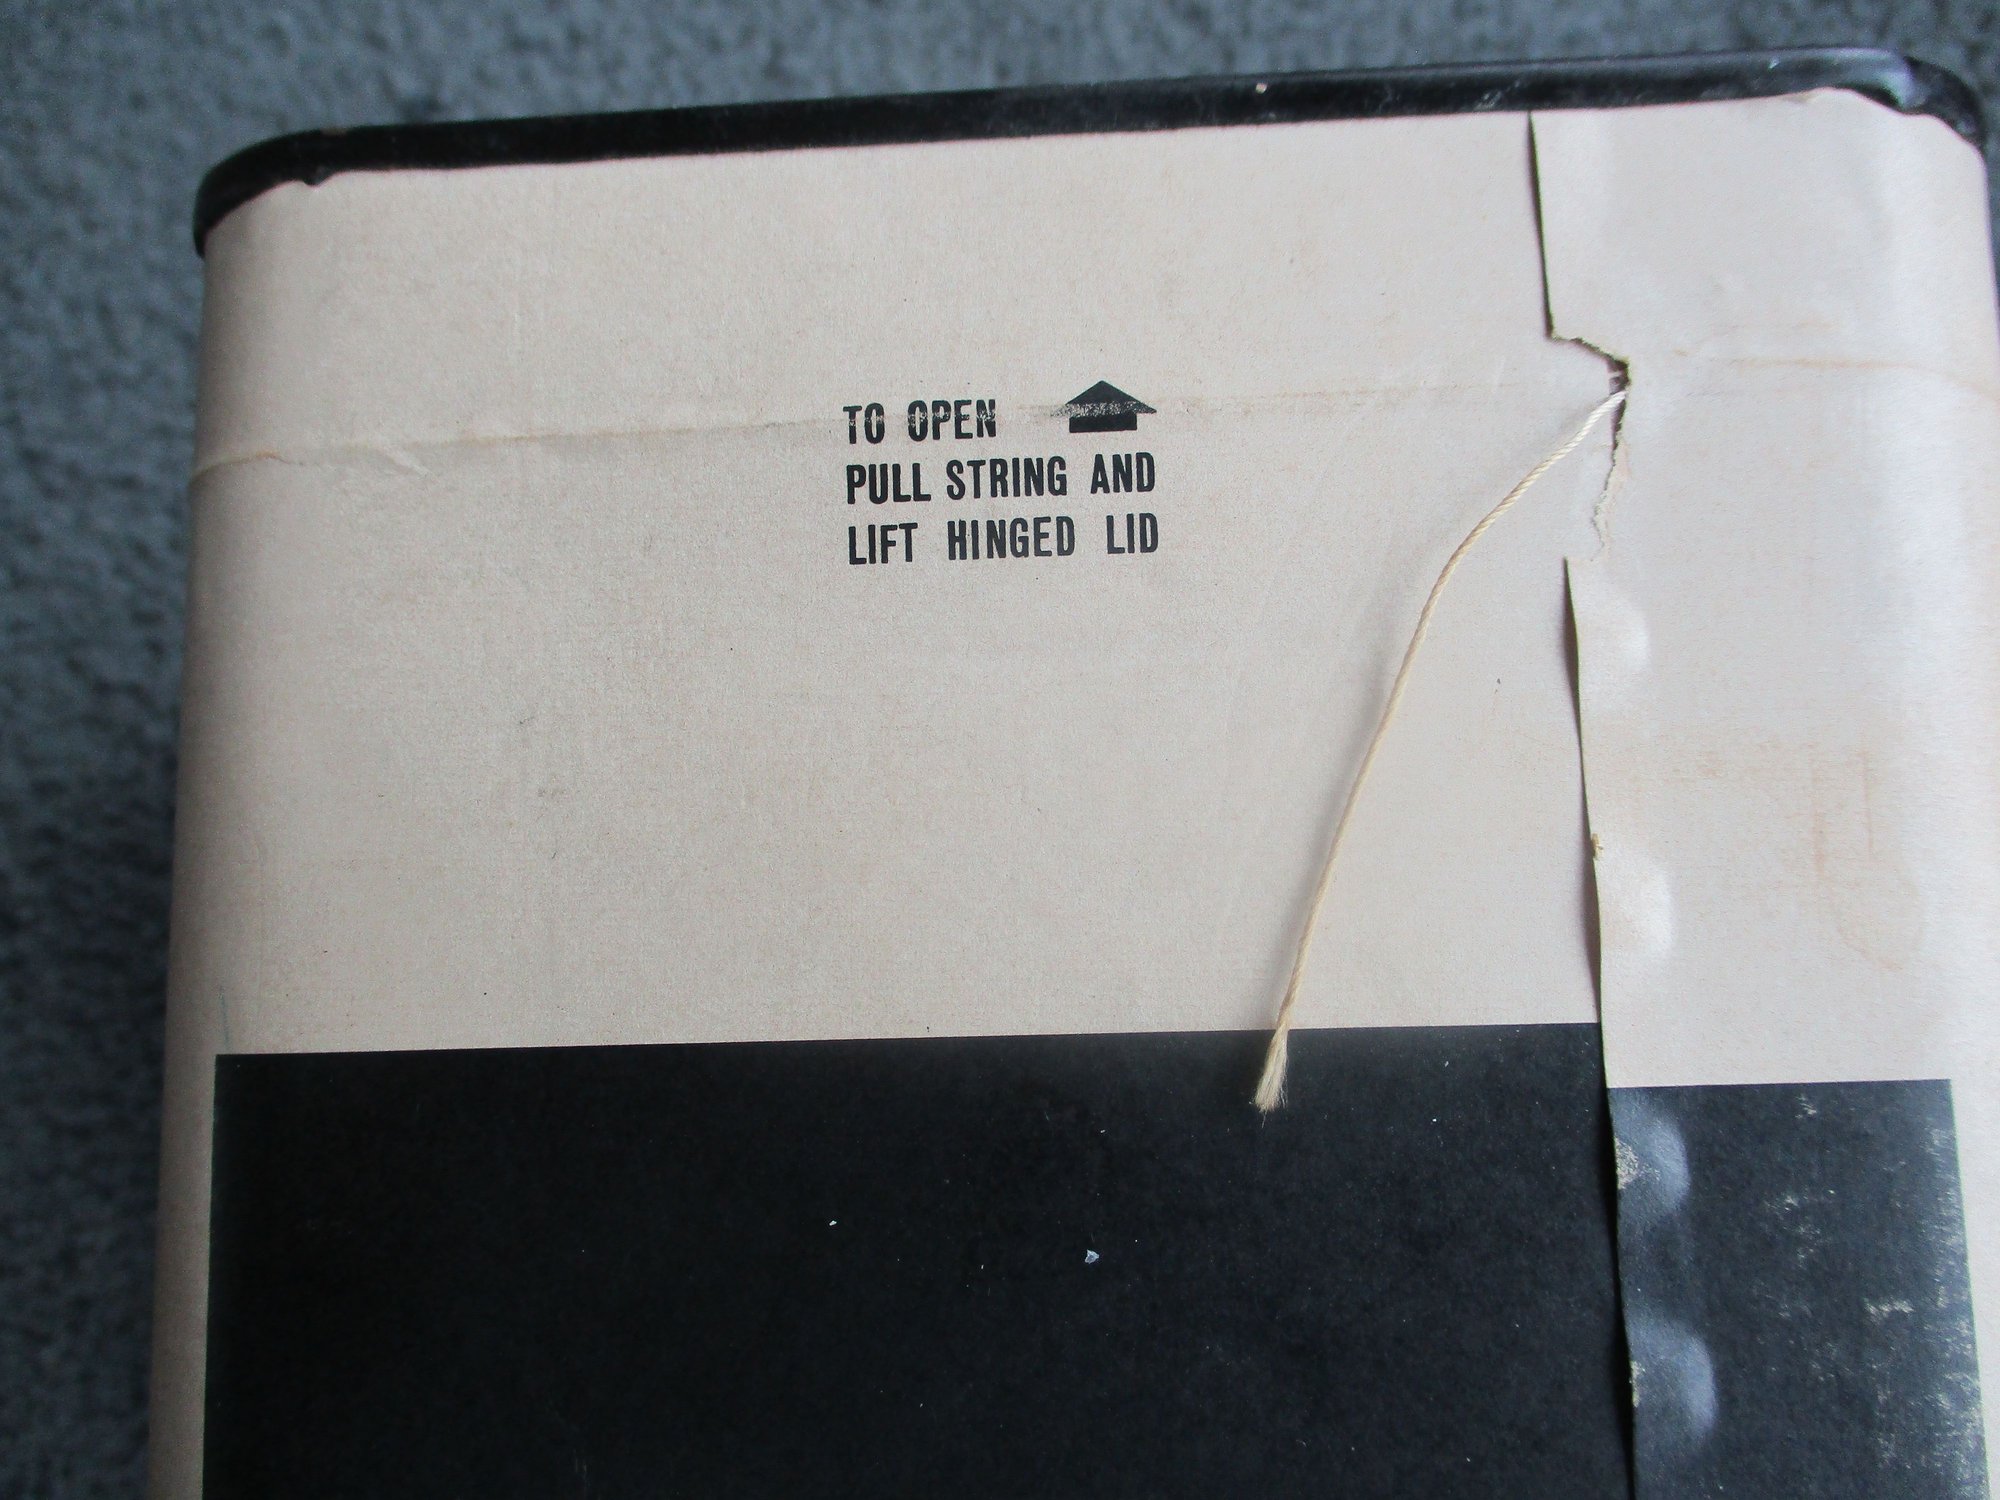 TO OPEN
PULL STRING AND
LIFT HINGED LID